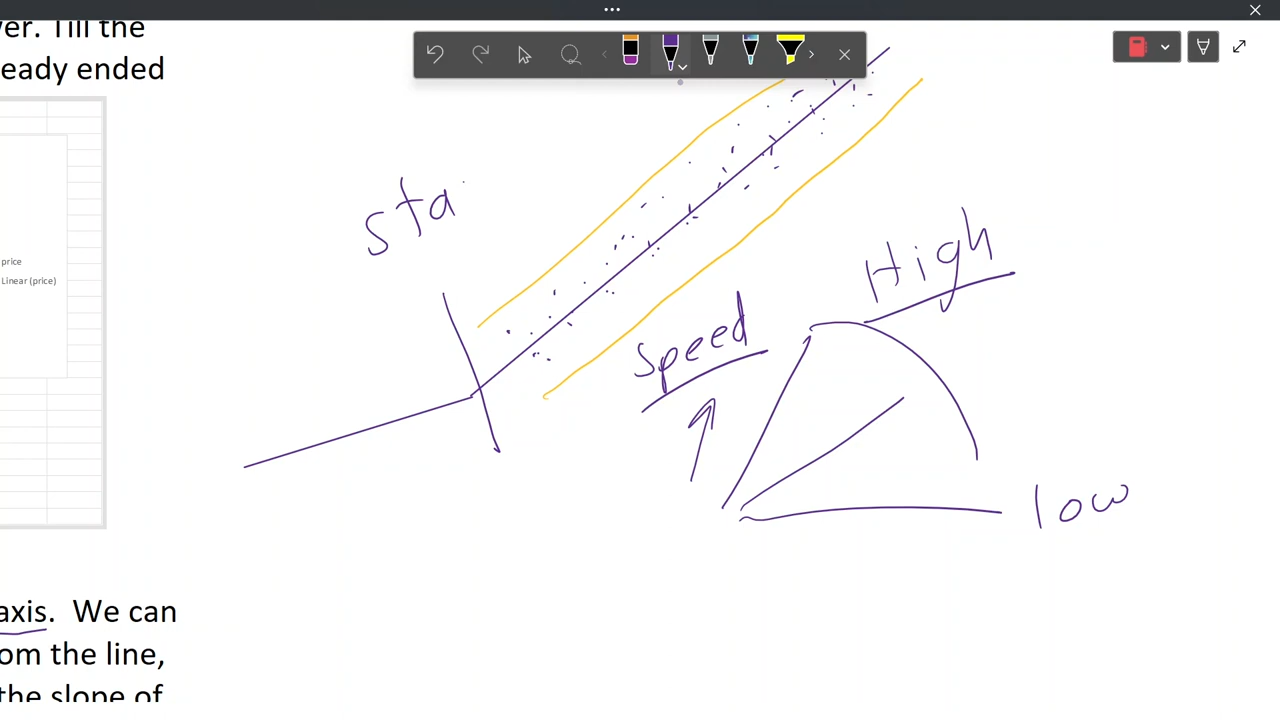 ver. Till the
eady ended
price
Linear (price)
axis. We can
om the line,
the slope of
sta
High
Speed
low